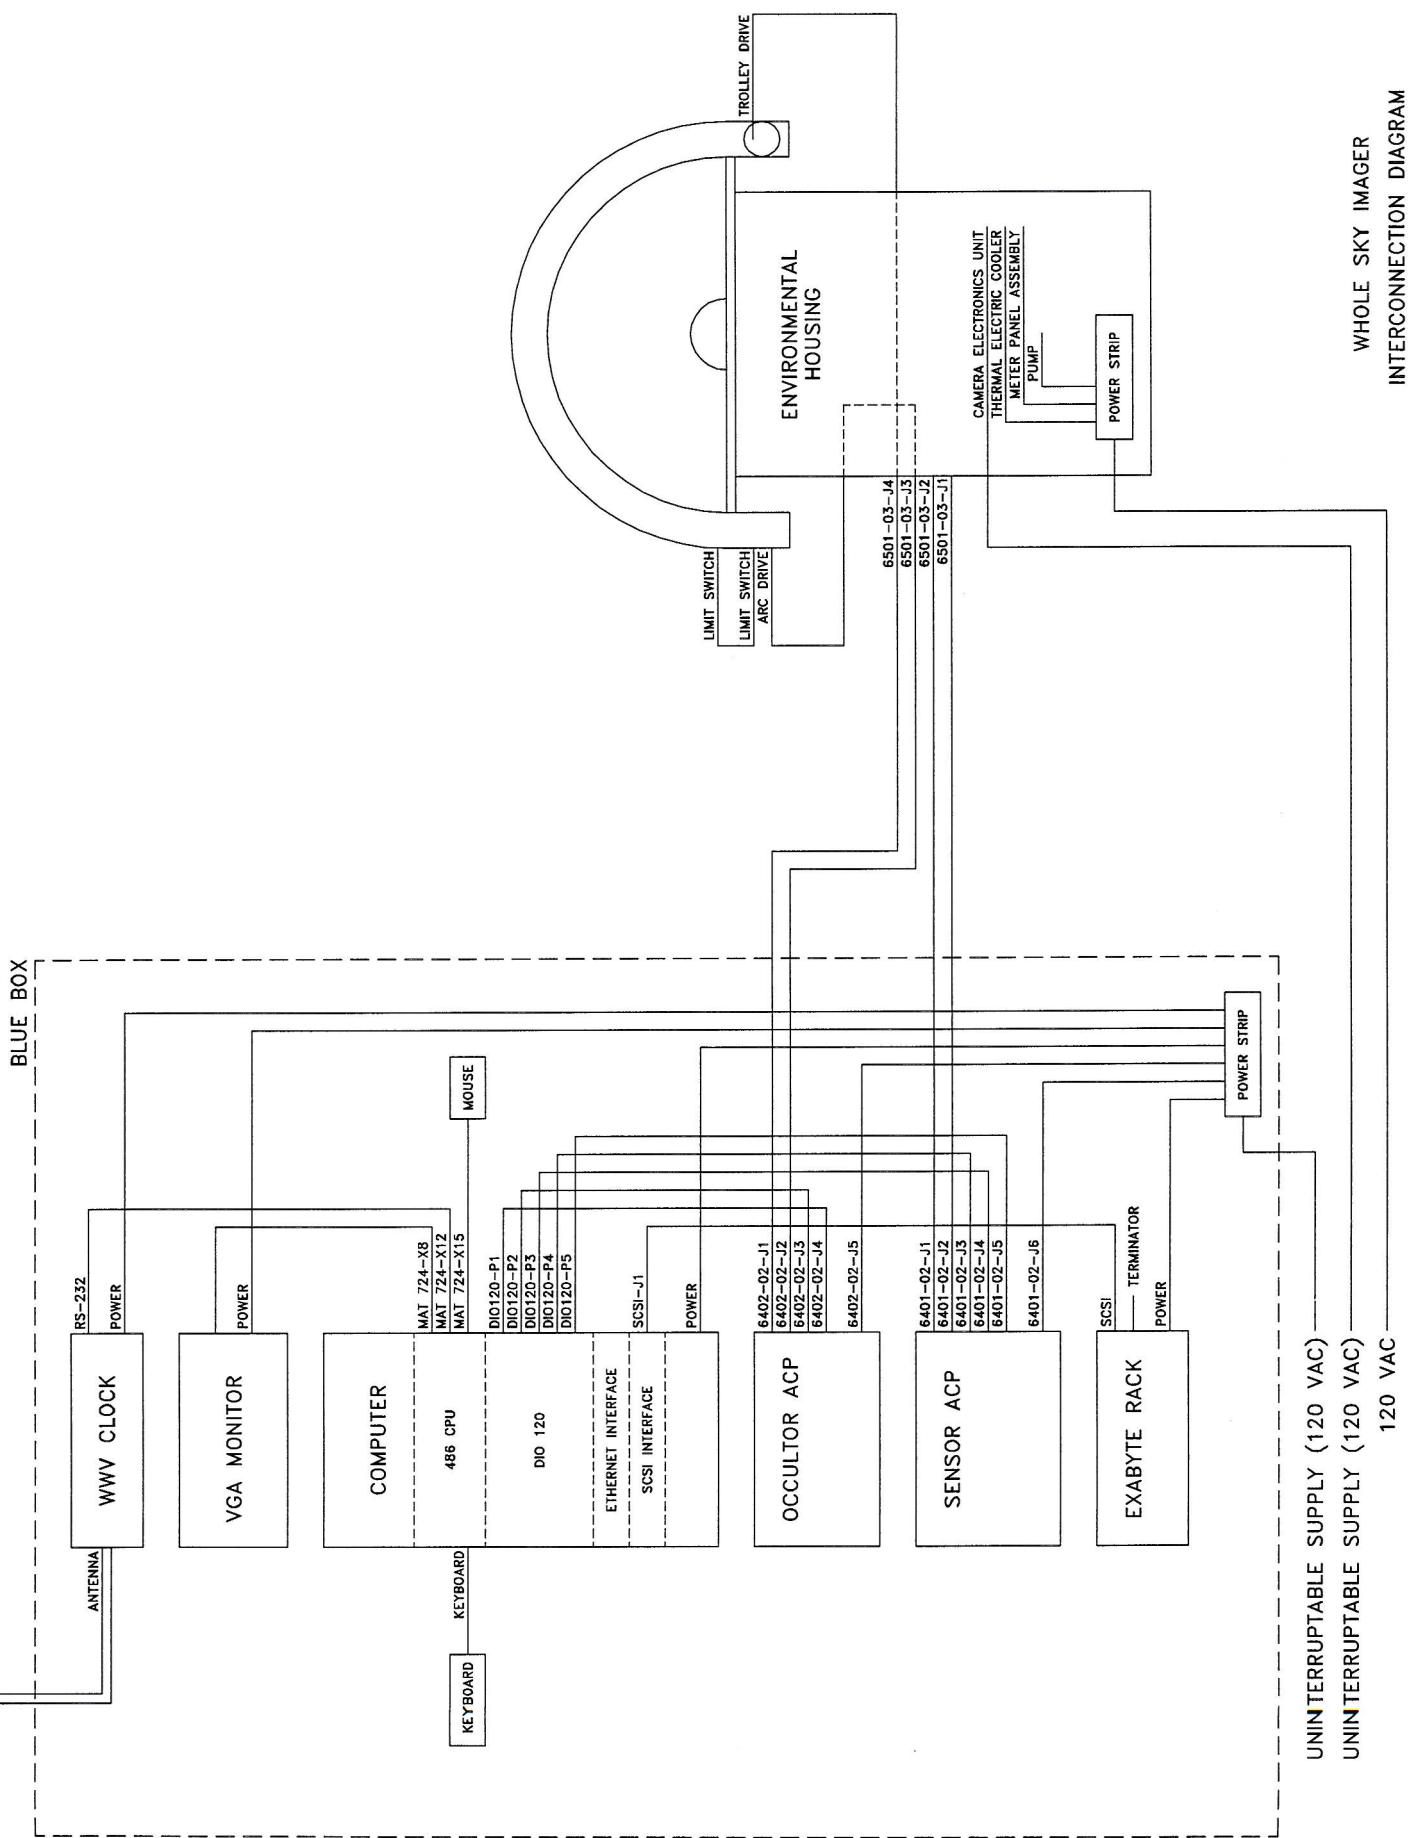 BLUE BOX
ANTENNA
WWV CLOCK
RS-232
POWER
VGA MONITOR
POWER
KEYBOARD
KEYBOARD
COMPUTER
486 CPU
DIO 120
ETHERNET INTERFACE
SCSI INTERFACE
MAT 724-X8
MAT 724-X12
MAT 724-X15
MOUSE
DIO120-P1
DIO120-P2
DIO120-P3
DIO120-P4
DIO120-P5
SCSI-J1
POWER
OCCULTOR ACP
6402-02-J1
6402-02-J2
6402-02-J3
6402-02-J4
6402-02-J5
SENSOR ACP
6401-02-J1
6401-02-J2
6401-02-J3
6401-02-J4
6401-02-J5
6401-02-J6
EXABYTE RACK
SCSI
TERMINATOR
POWER
POWER STRIP
UNINTERRUPTABLE SUPPLY (120 VAC)
UNINTERRUPTABLE SUPPLY (120 VAC)
120 VAC
LIMIT SWITCH
LIMIT SWITCH
ARC DRIVE
TROLLEY DRIVE
ENVIRONMENTAL
HOUSING
6501-03-J4
6501-03-J3
6501-03-J2
6501-03-J1
CAMERA ELECTRONICS UNIT
THERMAL ELECTRIC COOLER
METER PANEL ASSEMBLY
PUMP
POWER STRIP
WHOLE SKY IMAGER
INTERCONNECTION DIAGRAM